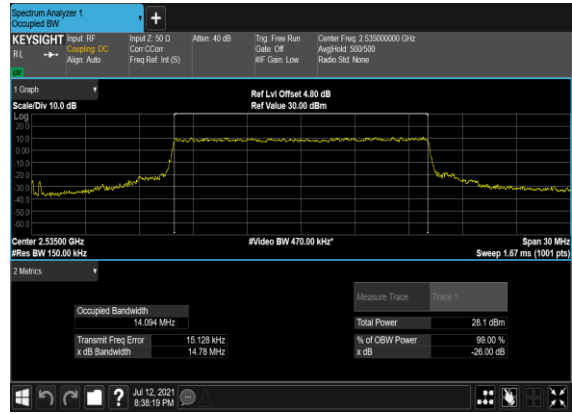 Spectrum Analyzer 1
Occupied BW
+
KEYSIGHT
RL
Input: RF
Coupling: DC
Align: Auto
Input Z: 50 Ω
Corr CCorr
Freq Ref: Int (S)
Atten: 40 dB
Trig: Free Run
Gate: Off
#IF Gain: Low
Center Freq: 2.535000000 GHz
Avg|Hold: 500/500
Radio Std: None
1 Graph
Scale/Div 10.0 dB
Ref Lvl Offset 4.80 dB
Ref Value 30.00 dBm
Log
20.0
10.0
0.00
-10.0
-20.0
-30.0
-40.0
-50.0
-60.0
Center 2.53500 GHz
#Video BW 470.00 kHz*
Span 30 MHz
#Res BW 150.00 kHz
Sweep 1.67 ms (1001 pts)
2 Metrics
Measure Trace Trace 1
Occupied Bandwidth
14.094 MHz
Total Power 28.1 dBm
Transmit Freq Error 15.128 kHz
% of OBW Power 99.00 %
x dB Bandwidth 14.78 MHz
x dB -26.00 dB
?
Jul 12, 2021
8:38:19 PM